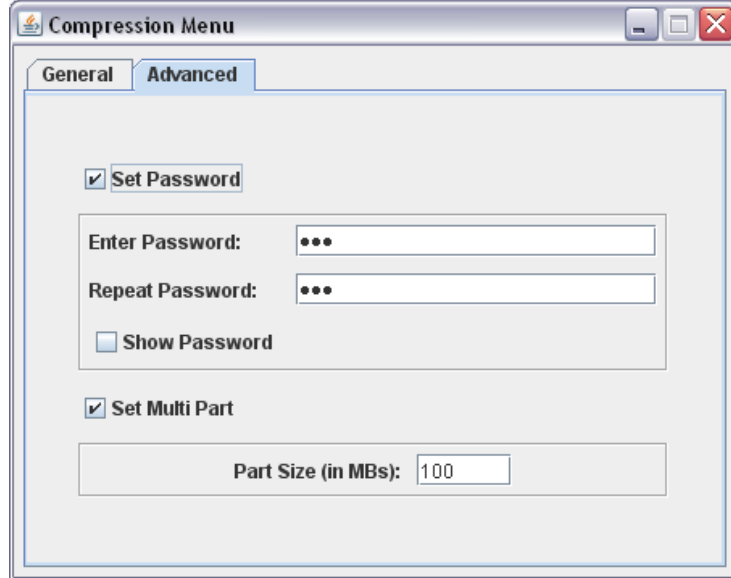 Compression Menu
General Advanced
Set Password
Enter Password: •••
Repeat Password: •••
Show Password
Set Multi Part
Part Size (in MBs): 100